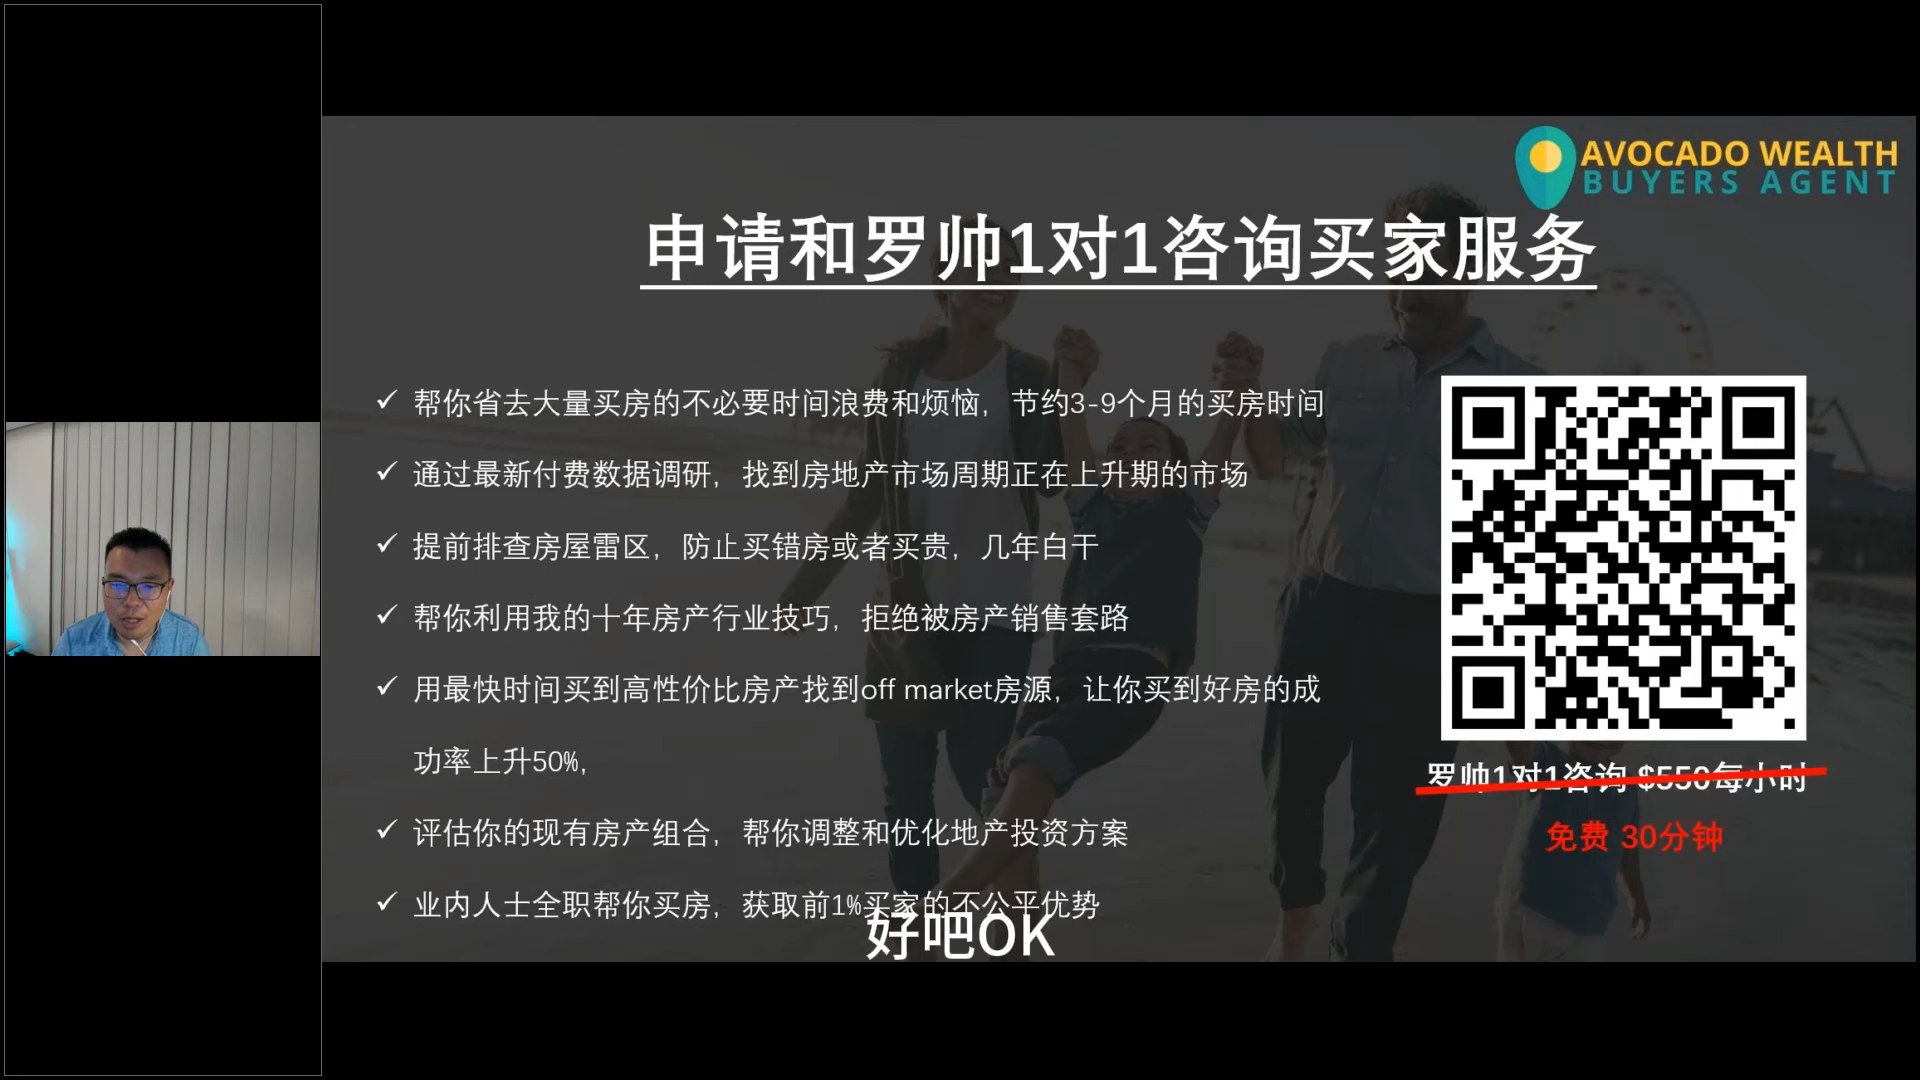 AVOCADO WEALTH
BUYERS AGENT
申请和罗帅1对1咨询买家服务
✓ 帮你省去大量买房的不必要时间浪费和烦恼，节约3-9个月的买房时间
✓ 通过最新付费数据调研，找到房地产市场周期正在上升期的市场
✓ 提前排查房屋雷区，防止买错房或者买贵，几年白干
✓ 帮你利用我的十年房产行业技巧，拒绝被房产销售套路
✓ 用最快时间买到高性价比房产找到off market房源，让你买到好房的成
功率上升50%,
✓ 评估你的现有房产组合，帮你调整和优化地产投资方案
✓ 业内人士全职帮你买房，获取前1%买家的不公平优势
罗帅1对1咨询 $550每小时
免费 30分钟
好吧OK